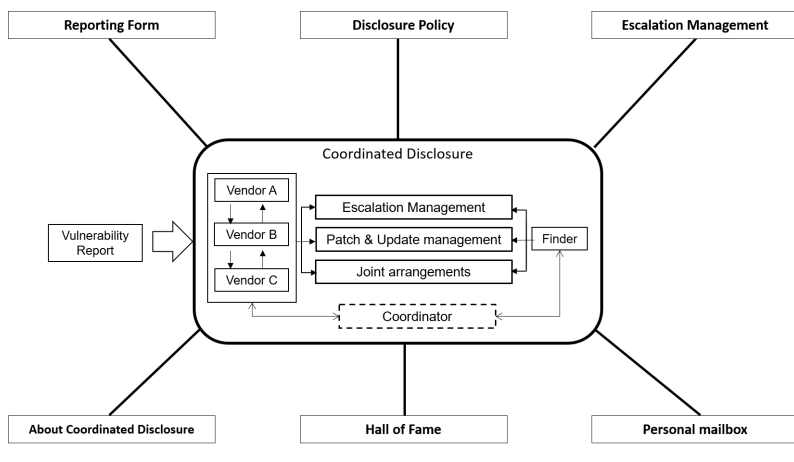 Reporting Form
Disclosure Policy
Escalation Management
Coordinated Disclosure
Vendor A
Vendor B
Vendor C
Escalation Management
Patch & Update management
Joint arrangements
Finder
Coordinator
Vulnerability
Report
About Coordinated Disclosure
Hall of Fame
Personal mailbox